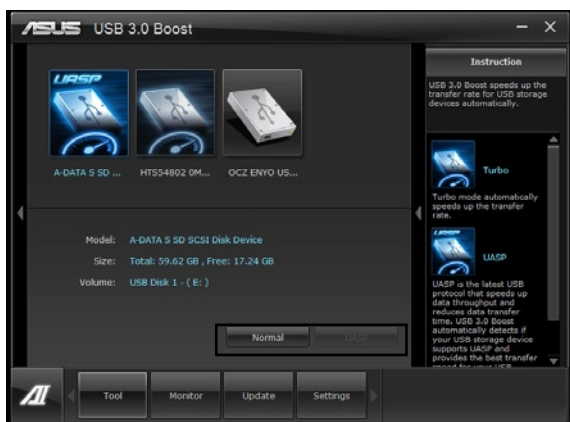 ASUS USB 3.0 Boost
UASP
A-DATA S SD ...
HTS54802 0M...
OCZ ENYO US...
Model: A-DATA S SD SCSI Disk Device
Size: Total: 59.62 GB , Free: 17.24 GB
Volume: USB Disk 1 - ( E: )
Normal
UASP
Instruction
USB 3.0 Boost speeds up the
transfer rate for USB storage
devices automatically.
Turbo
Turbo mode automatically
speeds up the transfer
rate.
UASP
UASP
UASP is the latest USB
protocol that speeds up
data throughput and
reduces data transfer
time. USB 3.0 Boost
automatically detects if
your USB storage device
supports UASP and
provides the best transfer
speed for your USB
Tool
Monitor
Update
Settings